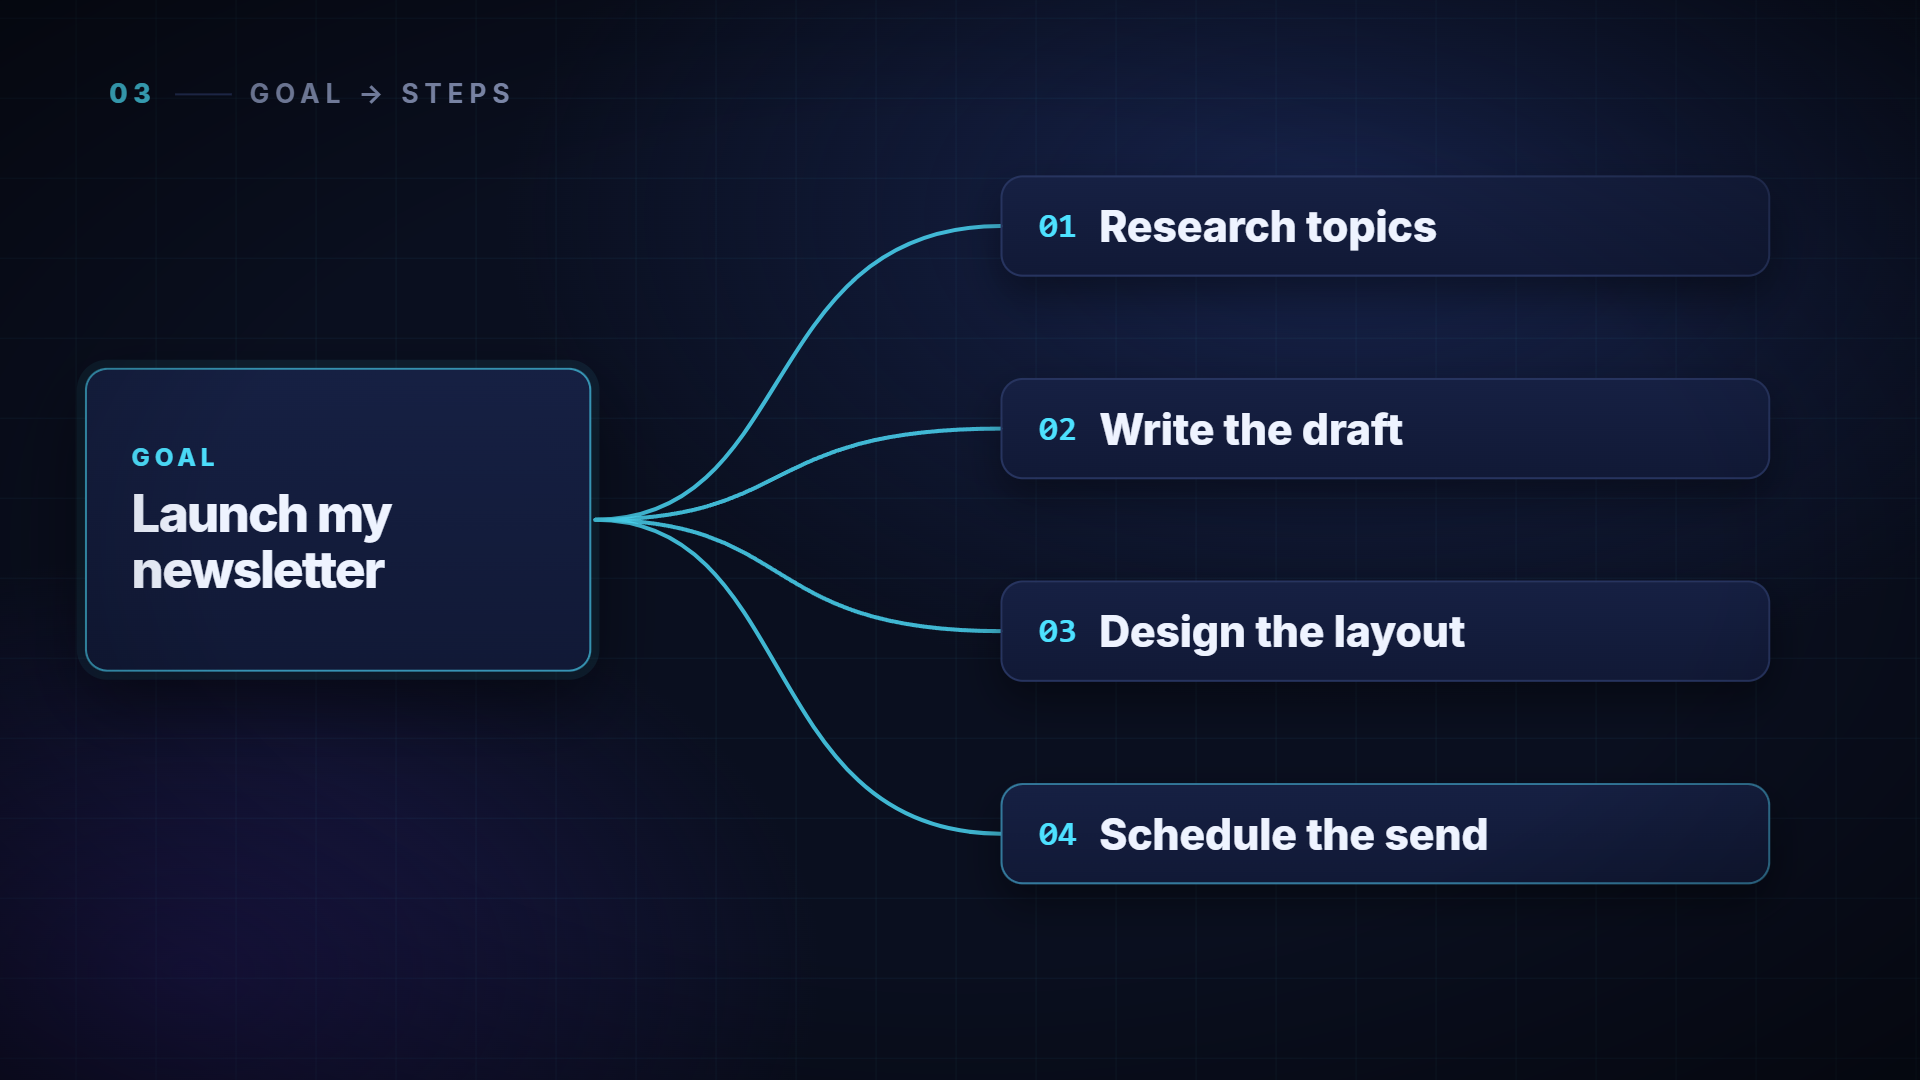 03 GOAL → STEPS
GOAL
Launch my
newsletter
01 Research topics
02 Write the draft
03 Design the layout
04 Schedule the send